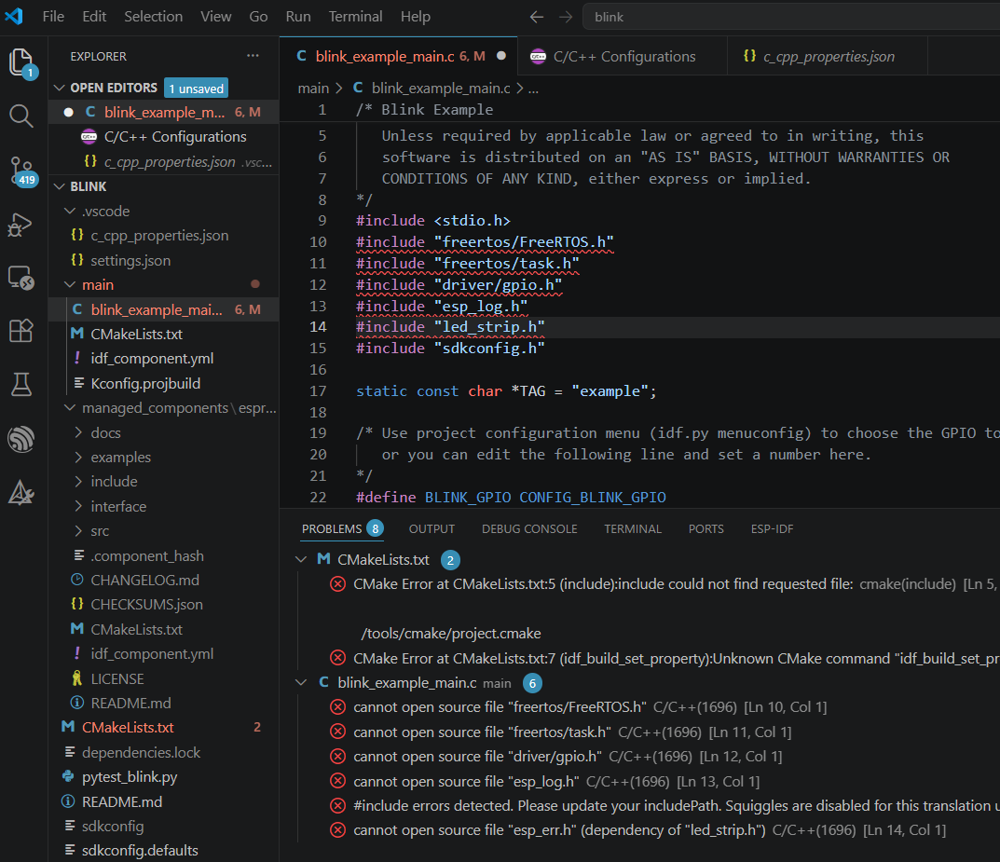 File Edit Selection View Go Run Terminal Help
blink
EXPLORER
OPEN EDITORS 1 unsaved
blink_example_m... 6, M
C/C++ Configurations
c_cpp_properties.json .vsc...
BLINK
.vscode
c_cpp_properties.json
settings.json
main
blink_example_mai... 6, M
CMakeLists.txt
idf_component.yml
Kconfig.projbuild
managed_components\espr...
docs
examples
include
interface
src
.component_hash
CHANGELOG.md
CHECKSUMS.json
CMakeLists.txt
idf_component.yml
LICENSE
README.md
CMakeLists.txt 2
dependencies.lock
pytest_blink.py
README.md
sdkconfig
sdkconfig.defaults
1
419
C blink_example_main.c 6, M
C/C++ Configurations
{} c_cpp_properties.json
main > C blink_example_main.c > ...
1 /* Blink Example
5 Unless required by applicable law or agreed to in writing, this
6 software is distributed on an "AS IS" BASIS, WITHOUT WARRANTIES OR
7 CONDITIONS OF ANY KIND, either express or implied.
8 */
9 #include <stdio.h>
10 #include "freertos/FreeRTOS.h"
11 #include "freertos/task.h"
12 #include "driver/gpio.h"
13 #include "esp_log.h"
14 #include "led_strip.h"
15 #include "sdkconfig.h"
16
17 static const char *TAG = "example";
18
19 /* Use project configuration menu (idf.py menuconfig) to choose the GPIO to
20 or you can edit the following line and set a number here.
21 */
22 #define BLINK_GPIO CONFIG_BLINK_GPIO
PROBLEMS 8 OUTPUT DEBUG CONSOLE TERMINAL PORTS ESP-IDF
CMakeLists.txt 2
CMake Error at CMakeLists.txt:5 (include):include could not find requested file: cmake(include) [Ln 5,
/tools/cmake/project.cmake
CMake Error at CMakeLists.txt:7 (idf_build_set_property):Unknown CMake command "idf_build_set_pr
C blink_example_main.c main 6
cannot open source file "freertos/FreeRTOS.h" C/C++(1696) [Ln 10, Col 1]
cannot open source file "freertos/task.h" C/C++(1696) [Ln 11, Col 1]
cannot open source file "driver/gpio.h" C/C++(1696) [Ln 12, Col 1]
cannot open source file "esp_log.h" C/C++(1696) [Ln 13, Col 1]
#include errors detected. Please update your includePath. Squiggles are disabled for this translation u
cannot open source file "esp_err.h" (dependency of "led_strip.h") C/C++(1696) [Ln 14, Col 1]